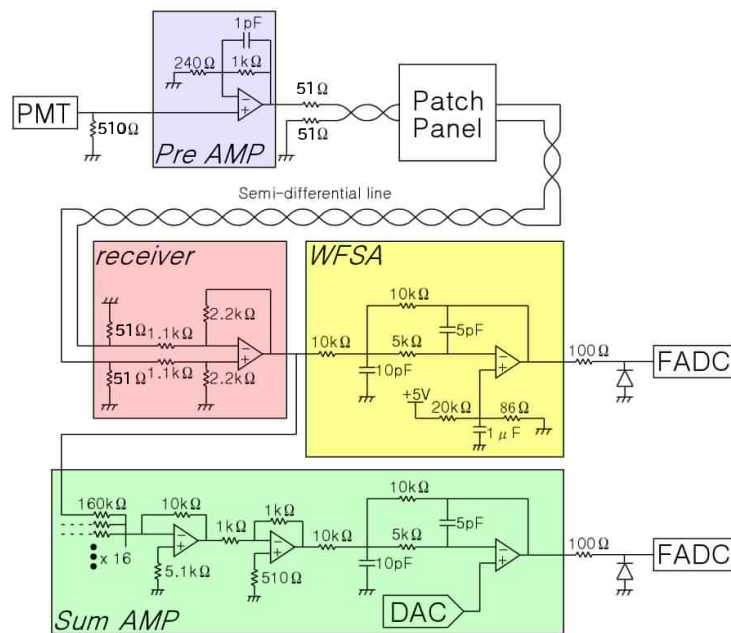 1pF
240Ω
1kΩ
PMT
510Ω
Pre AMP
51Ω
51Ω
Patch
Panel
Semi-differential line
receiver
51Ω
1.1kΩ
2.2kΩ
51Ω
1.1kΩ
2.2kΩ
WFSA
10kΩ
10kΩ
5kΩ
5pF
10pF
+5V
20kΩ
86Ω
1μF
100Ω
FADC
160kΩ
x 16
10kΩ
5.1kΩ
1kΩ
1kΩ
510Ω
10kΩ
10kΩ
5kΩ
5pF
10pF
DAC
Sum AMP
100Ω
FADC